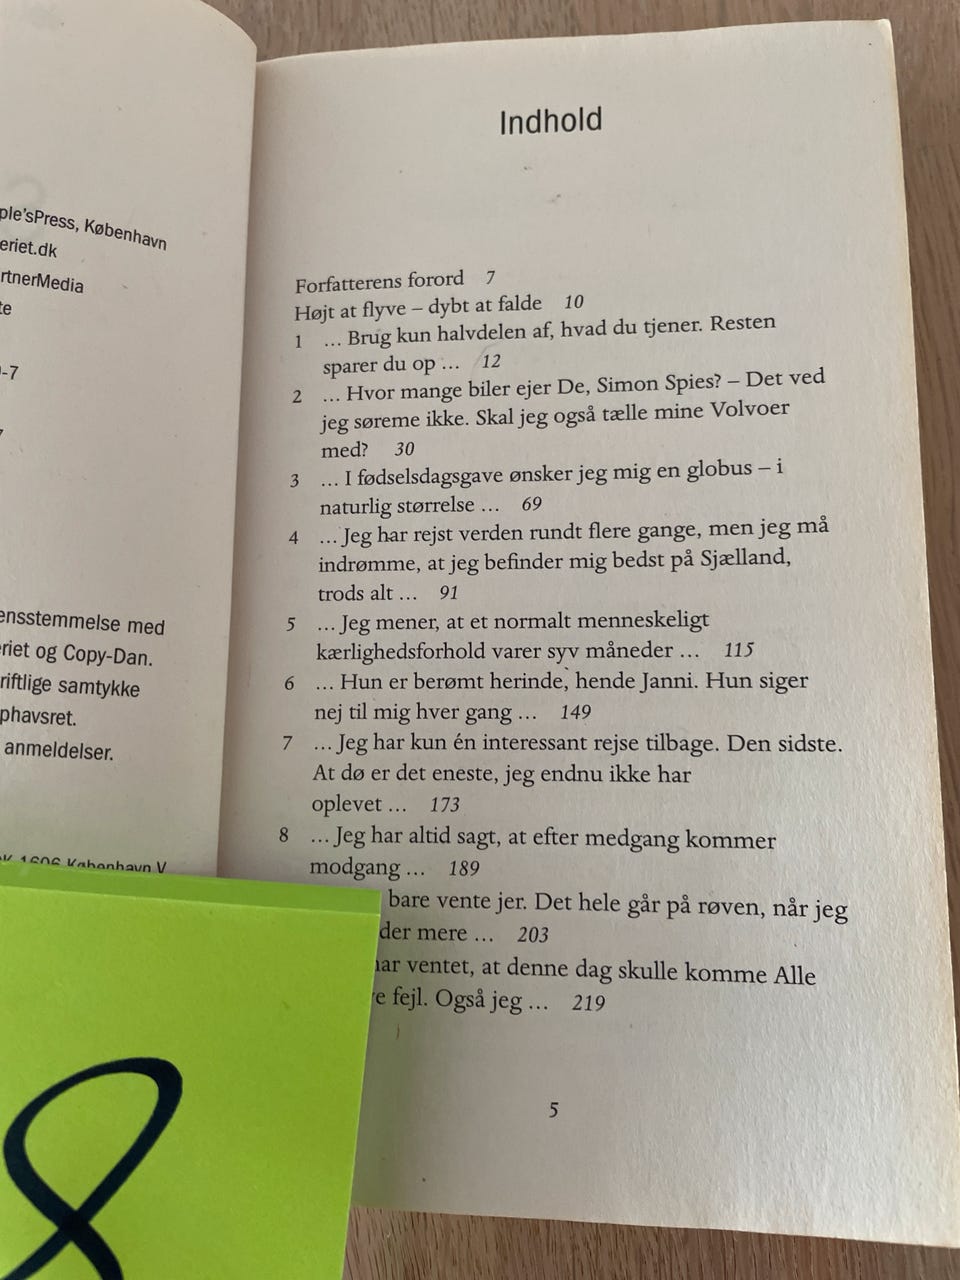 København
eriet.dk
rtnerMedia
te
-7
ensstemmelse med
riet og Copy-Dan.
riftlige samtykke
phavsret.
anmeldelser.
1606 København V
8
Indhold
Forfatterens forord 7
Højt at flyve – dybt at falde 10
1 ... Brug kun halvdelen af, hvad du tjener. Resten
sparer du op ... 12
2 ... Hvor mange biler ejer De, Simon Spies? – Det ved
jeg søreme ikke. Skal jeg også tælle mine Volvoer
med? 30
3 ... I fødselsdagsgave ønsker jeg mig en globus – i
naturlig størrelse ... 69
4 ... Jeg har rejst verden rundt flere gange, men jeg må
indrømme, at jeg befinder mig bedst på Sjælland,
trods alt ... 91
5 ... Jeg mener, at et normalt menneskeligt
kærlighedsforhold varer syv måneder ... 115
6 ... Hun er berømt herinde, hende Janni. Hun siger
nej til mig hver gang ... 149
7 ... Jeg har kun én interessant rejse tilbage. Den sidste.
At dø er det eneste, jeg endnu ikke har
oplevet ... 173
8 ... Jeg har altid sagt, at efter medgang kommer
modgang ... 189
bare vente jer. Det hele går på røven, når jeg
der mere ... 203
har ventet, at denne dag skulle komme Alle
e fejl. Også jeg ... 219
5